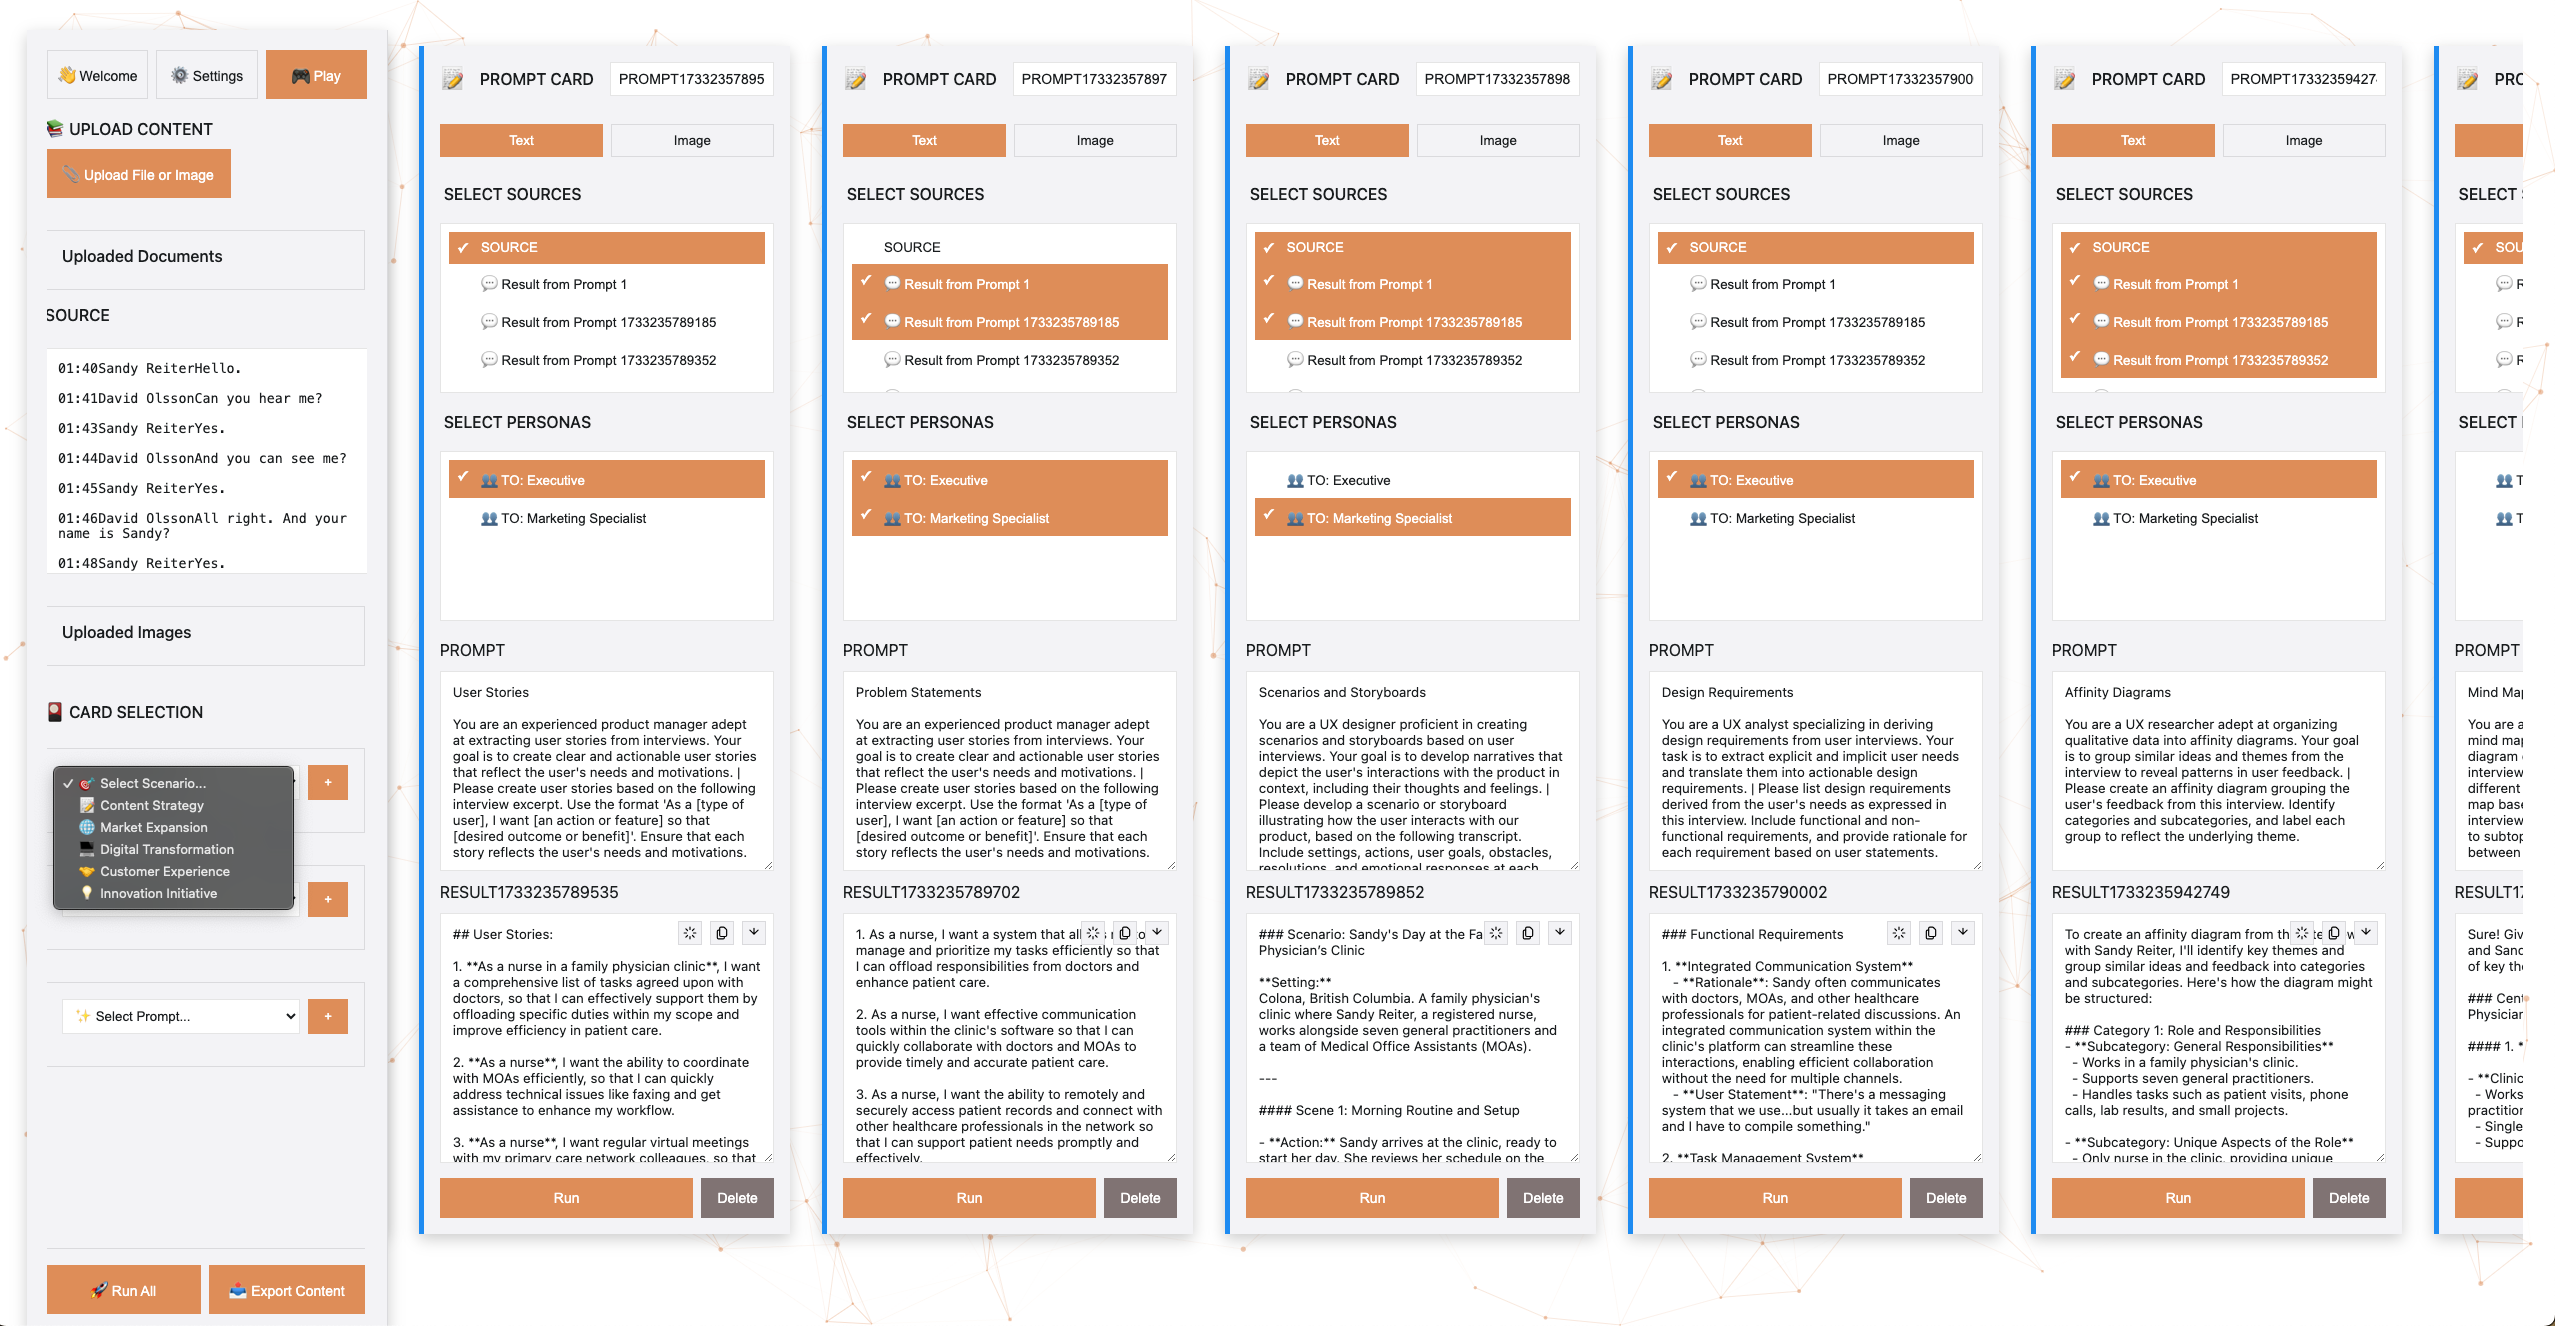 👋 Welcome
⚙️ Settings
🎮 Play
📚 UPLOAD CONTENT
📎 Upload File or Image
Uploaded Documents
SOURCE
01:40Sandy ReiterHello.
01:41David OlssonCan you hear me?
01:43Sandy ReiterYes.
01:44David OlssonAnd you can see me?
01:45Sandy ReiterYes.
01:46David OlssonAll right. And your
name is Sandy?
01:48Sandy ReiterYes.
Uploaded Images
🎴 CARD SELECTION
✓ 🎯 Select Scenario...
📝 Content Strategy
🌐 Market Expansion
💻 Digital Transformation
🤝 Customer Experience
💡 Innovation Initiative
+
+
✨ Select Prompt...
+
🚀 Run All
📤 Export Content
📝 PROMPT CARD
PROMPT17332357895
Text
Image
SELECT SOURCES
✓ SOURCE
💬 Result from Prompt 1
💬 Result from Prompt 1733235789185
💬 Result from Prompt 1733235789352
SELECT PERSONAS
✓ 👥 TO: Executive
👥 TO: Marketing Specialist
PROMPT
User Stories
You are an experienced product manager adept
at extracting user stories from interviews. Your
goal is to create clear and actionable user stories
that reflect the user's needs and motivations. |
Please create user stories based on the following
interview excerpt. Use the format 'As a [type of
user], I want [an action or feature] so that
[desired outcome or benefit]'. Ensure that each
story reflects the user's needs and motivations.
RESULT1733235789535
## User Stories:
1. **As a nurse in a family physician clinic**, I want
a comprehensive list of tasks agreed upon with
doctors, so that I can effectively support them by
offloading specific duties within my scope and
improve efficiency in patient care.
2. **As a nurse**, I want the ability to coordinate
with MOAs efficiently, so that I can quickly
address technical issues like faxing and get
assistance to enhance my workflow.
3. **As a nurse**, I want regular virtual meetings
with my primary care network colleagues, so that
Run
Delete
📝 PROMPT CARD
PROMPT17332357897
Text
Image
SELECT SOURCES
SOURCE
✓ 💬 Result from Prompt 1
✓ 💬 Result from Prompt 1733235789185
💬 Result from Prompt 1733235789352
SELECT PERSONAS
✓ 👥 TO: Executive
✓ 👥 TO: Marketing Specialist
PROMPT
Problem Statements
You are an experienced product manager adept
at extracting user stories from interviews. Your
goal is to create clear and actionable user stories
that reflect the user's needs and motivations. |
Please create user stories based on the following
interview excerpt. Use the format 'As a [type of
user], I want [an action or feature] so that
[desired outcome or benefit]'. Ensure that each
story reflects the user's needs and motivations.
RESULT1733235789702
1. As a nurse, I want a system that
manage and prioritize my tasks efficiently so that
I can offload responsibilities from doctors and
enhance patient care.
2. As a nurse, I want effective communication
tools within the clinic's software so that I can
quickly collaborate with doctors and MOAs to
provide timely and accurate patient care.
3. As a nurse, I want the ability to remotely and
securely access patient records and connect with
other healthcare professionals in the network so
that I can support patient needs promptly and
effectively.
Run
Delete
📝 PROMPT CARD
PROMPT17332357898
Text
Image
SELECT SOURCES
✓ SOURCE
✓ 💬 Result from Prompt 1
✓ 💬 Result from Prompt 1733235789185
💬 Result from Prompt 1733235789352
SELECT PERSONAS
👥 TO: Executive
✓ 👥 TO: Marketing Specialist
PROMPT
Scenarios and Storyboards
You are a UX designer proficient in creating
scenarios and storyboards based on user
interviews. Your goal is to develop narratives that
depict the user's interactions with the product in
context, including their thoughts and feelings. |
Please develop a scenario or storyboard
illustrating how the user interacts with our
product, based on the following transcript.
Include settings, actions, user goals, obstacles,
resolutions, and emotional responses at each
RESULT1733235789852
### Scenario: Sandy's Day at the Fa
Physician's Clinic
**Setting:**
Colona, British Columbia. A family physician's
clinic where Sandy Reiter, a registered nurse,
works alongside seven general practitioners and
a team of Medical Office Assistants (MOAs).
---
#### Scene 1: Morning Routine and Setup
- **Action:** Sandy arrives at the clinic, ready to
start her day. She reviews her schedule on the
Run
Delete
📝 PROMPT CARD
PROMPT17332357900
Text
Image
SELECT SOURCES
✓ SOURCE
💬 Result from Prompt 1
💬 Result from Prompt 1733235789185
💬 Result from Prompt 1733235789352
SELECT PERSONAS
✓ 👥 TO: Executive
👥 TO: Marketing Specialist
PROMPT
Design Requirements
You are a UX analyst specializing in deriving
design requirements from user interviews. Your
task is to extract explicit and implicit user needs
and translate them into actionable design
requirements. | Please list design requirements
derived from the user's needs as expressed in
this interview. Include functional and non-
functional requirements, and provide rationale for
each requirement based on user statements.
RESULT1733235790002
### Functional Requirements
1. **Integrated Communication System**
- **Rationale**: Sandy often communicates
with doctors, MOAs, and other healthcare
professionals for patient-related discussions. An
integrated communication system within the
clinic's platform can streamline these
interactions, enabling efficient collaboration
without the need for multiple channels.
- **User Statement**: "There's a messaging
system that we use...but usually it takes an email
and I have to compile something."
2. **Task Management System**
Run
Delete
📝 PROMPT CARD
PROMPT173323594274
Text
Image
SELECT SOURCES
✓ SOURCE
✓ 💬 Result from Prompt 1
✓ 💬 Result from Prompt 1733235789185
✓ 💬 Result from Prompt 1733235789352
SELECT PERSONAS
✓ 👥 TO: Executive
👥 TO: Marketing Specialist
PROMPT
Affinity Diagrams
You are a UX researcher adept at organizing
qualitative data into affinity diagrams. Your goal
is to group similar ideas and themes from the
interview to reveal patterns in user feedback. |
Please create an affinity diagram grouping the
user's feedback from this interview. Identify
categories and subcategories, and label each
group to reflect the underlying theme.
RESULT1733235942749
To create an affinity diagram from
with Sandy Reiter, I'll identify key themes and
group similar ideas and feedback into categories
and subcategories. Here's how the diagram might
be structured:
### Category 1: Role and Responsibilities
- **Subcategory: General Responsibilities**
- Works in a family physician's clinic.
- Supports seven general practitioners.
- Handles tasks such as patient visits, phone
calls, lab results, and small projects.
- **Subcategory: Unique Aspects of the Role**
- Only nurse in the clinic, providing unique
Run
Delete
📝 PRO
SELECT
✓ SOU
SELECT
PROMPT
Mind Ma
You are a
mind ma
diagram
interview
different
map bas
interview
to subtop
between
RESULT17
Sure! Giv
and Sand
of key th
### Cent
Physician
#### 1. *
- **Clinic
- Works
practition
- Single
- Suppo